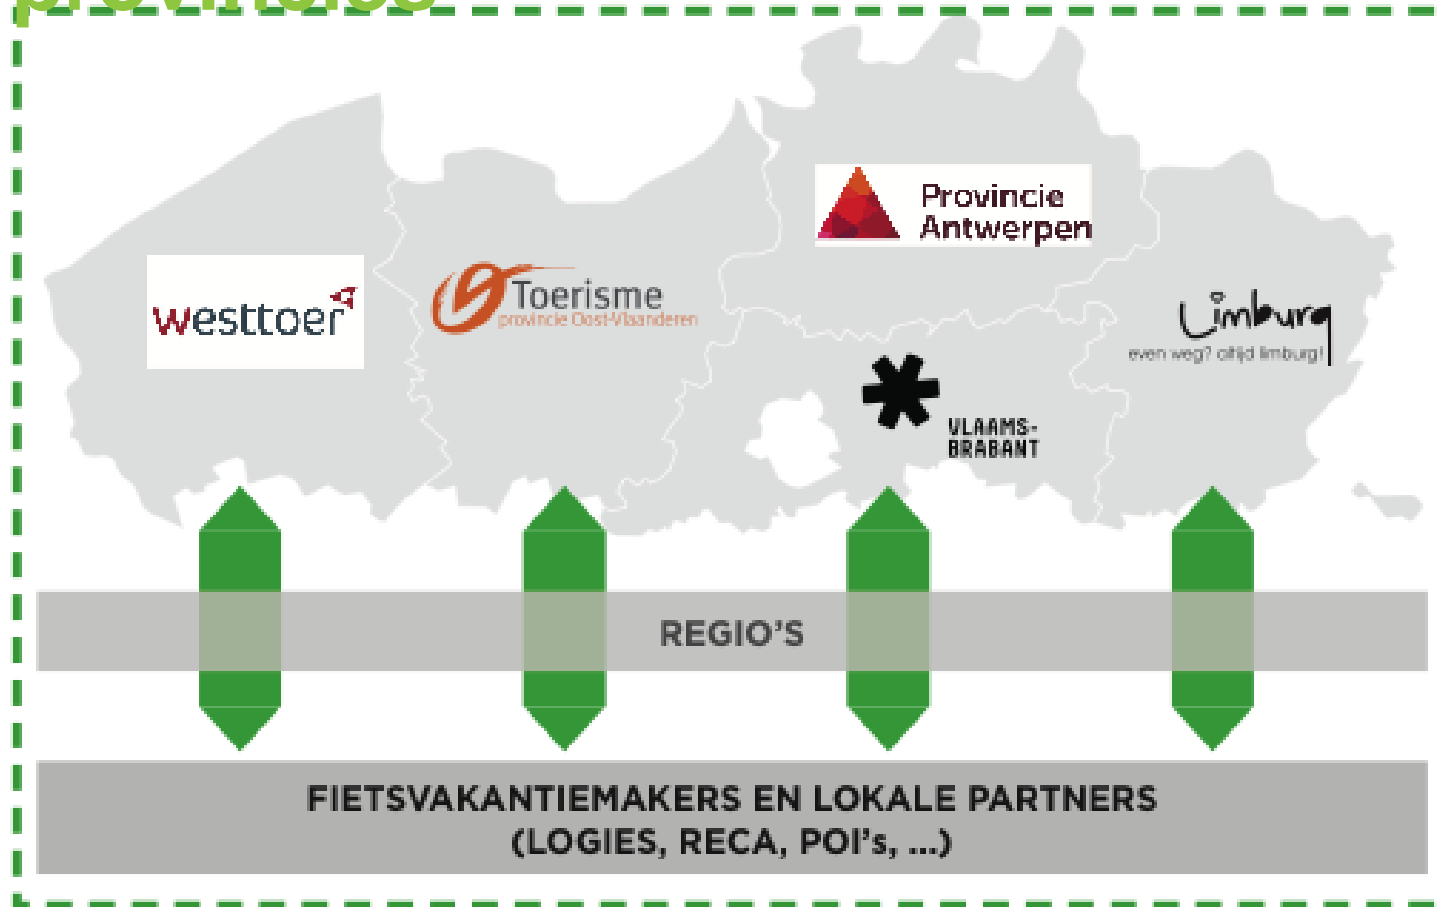 provincies
Provincie
Antwerpen
westtoer
Toerisme
provincie Oost-Vlaanderen
Limburg
even weg? altijd limburg!
VLAAMS-
BRABANT
REGIO'S
FIETSVAKANTIEMAKERS EN LOKALE PARTNERS
(LOGIES, RECA, POI's, ...)